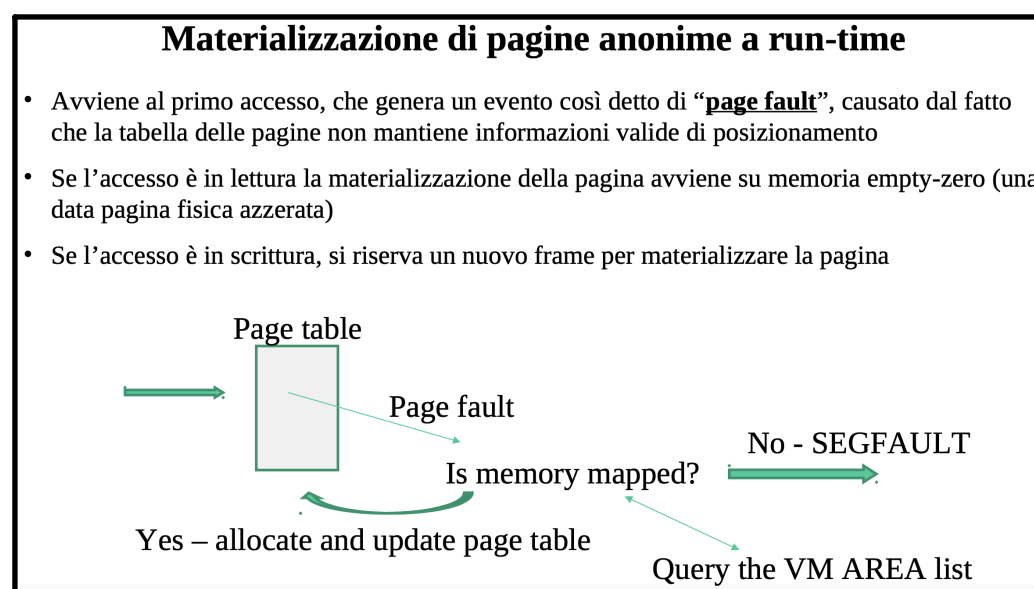 Materializzazione di pagine anonime a run-time
• Avviene al primo accesso, che genera un evento così detto di “page fault”, causato dal fatto
che la tabella delle pagine non mantiene informazioni valide di posizionamento
• Se l’accesso è in lettura la materializzazione della pagina avviene su memoria empty-zero (una
data pagina fisica azzerata)
• Se l’accesso è in scrittura, si riserva un nuovo frame per materializzare la pagina
Page table
Page fault
No - SEGFAULT
Is memory mapped?
Yes – allocate and update page table
Query the VM AREA list